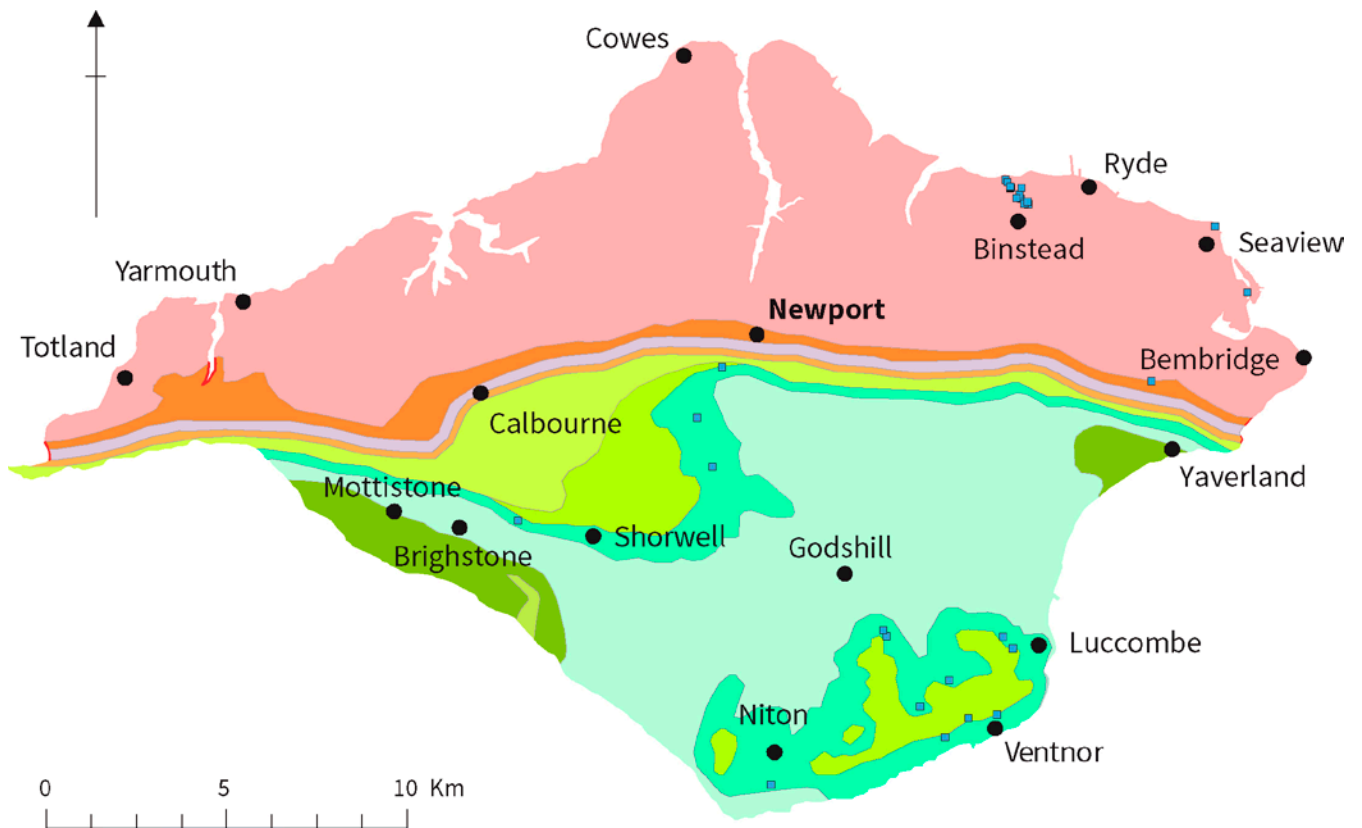 Cowes
Ryde
Binstead
Seaview
Yarmouth
Newport
Totland
Bembridge
Calbourne
Yaverland
Mottistone
Shorwell
Brighstone
Godshill
Luccombe
Niton
Ventnor
0 5 10 Km